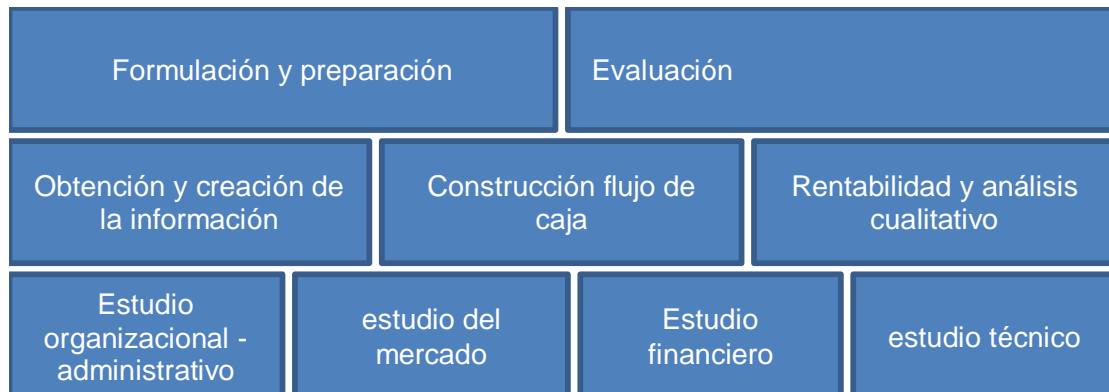 Formulación y preparación
Evaluación
Obtención y creación de
la información
Construcción flujo de
caja
Rentabilidad y análisis
cualitativo
Estudio
organizacional -
administrativo
estudio del
mercado
Estudio
financiero
estudio técnico